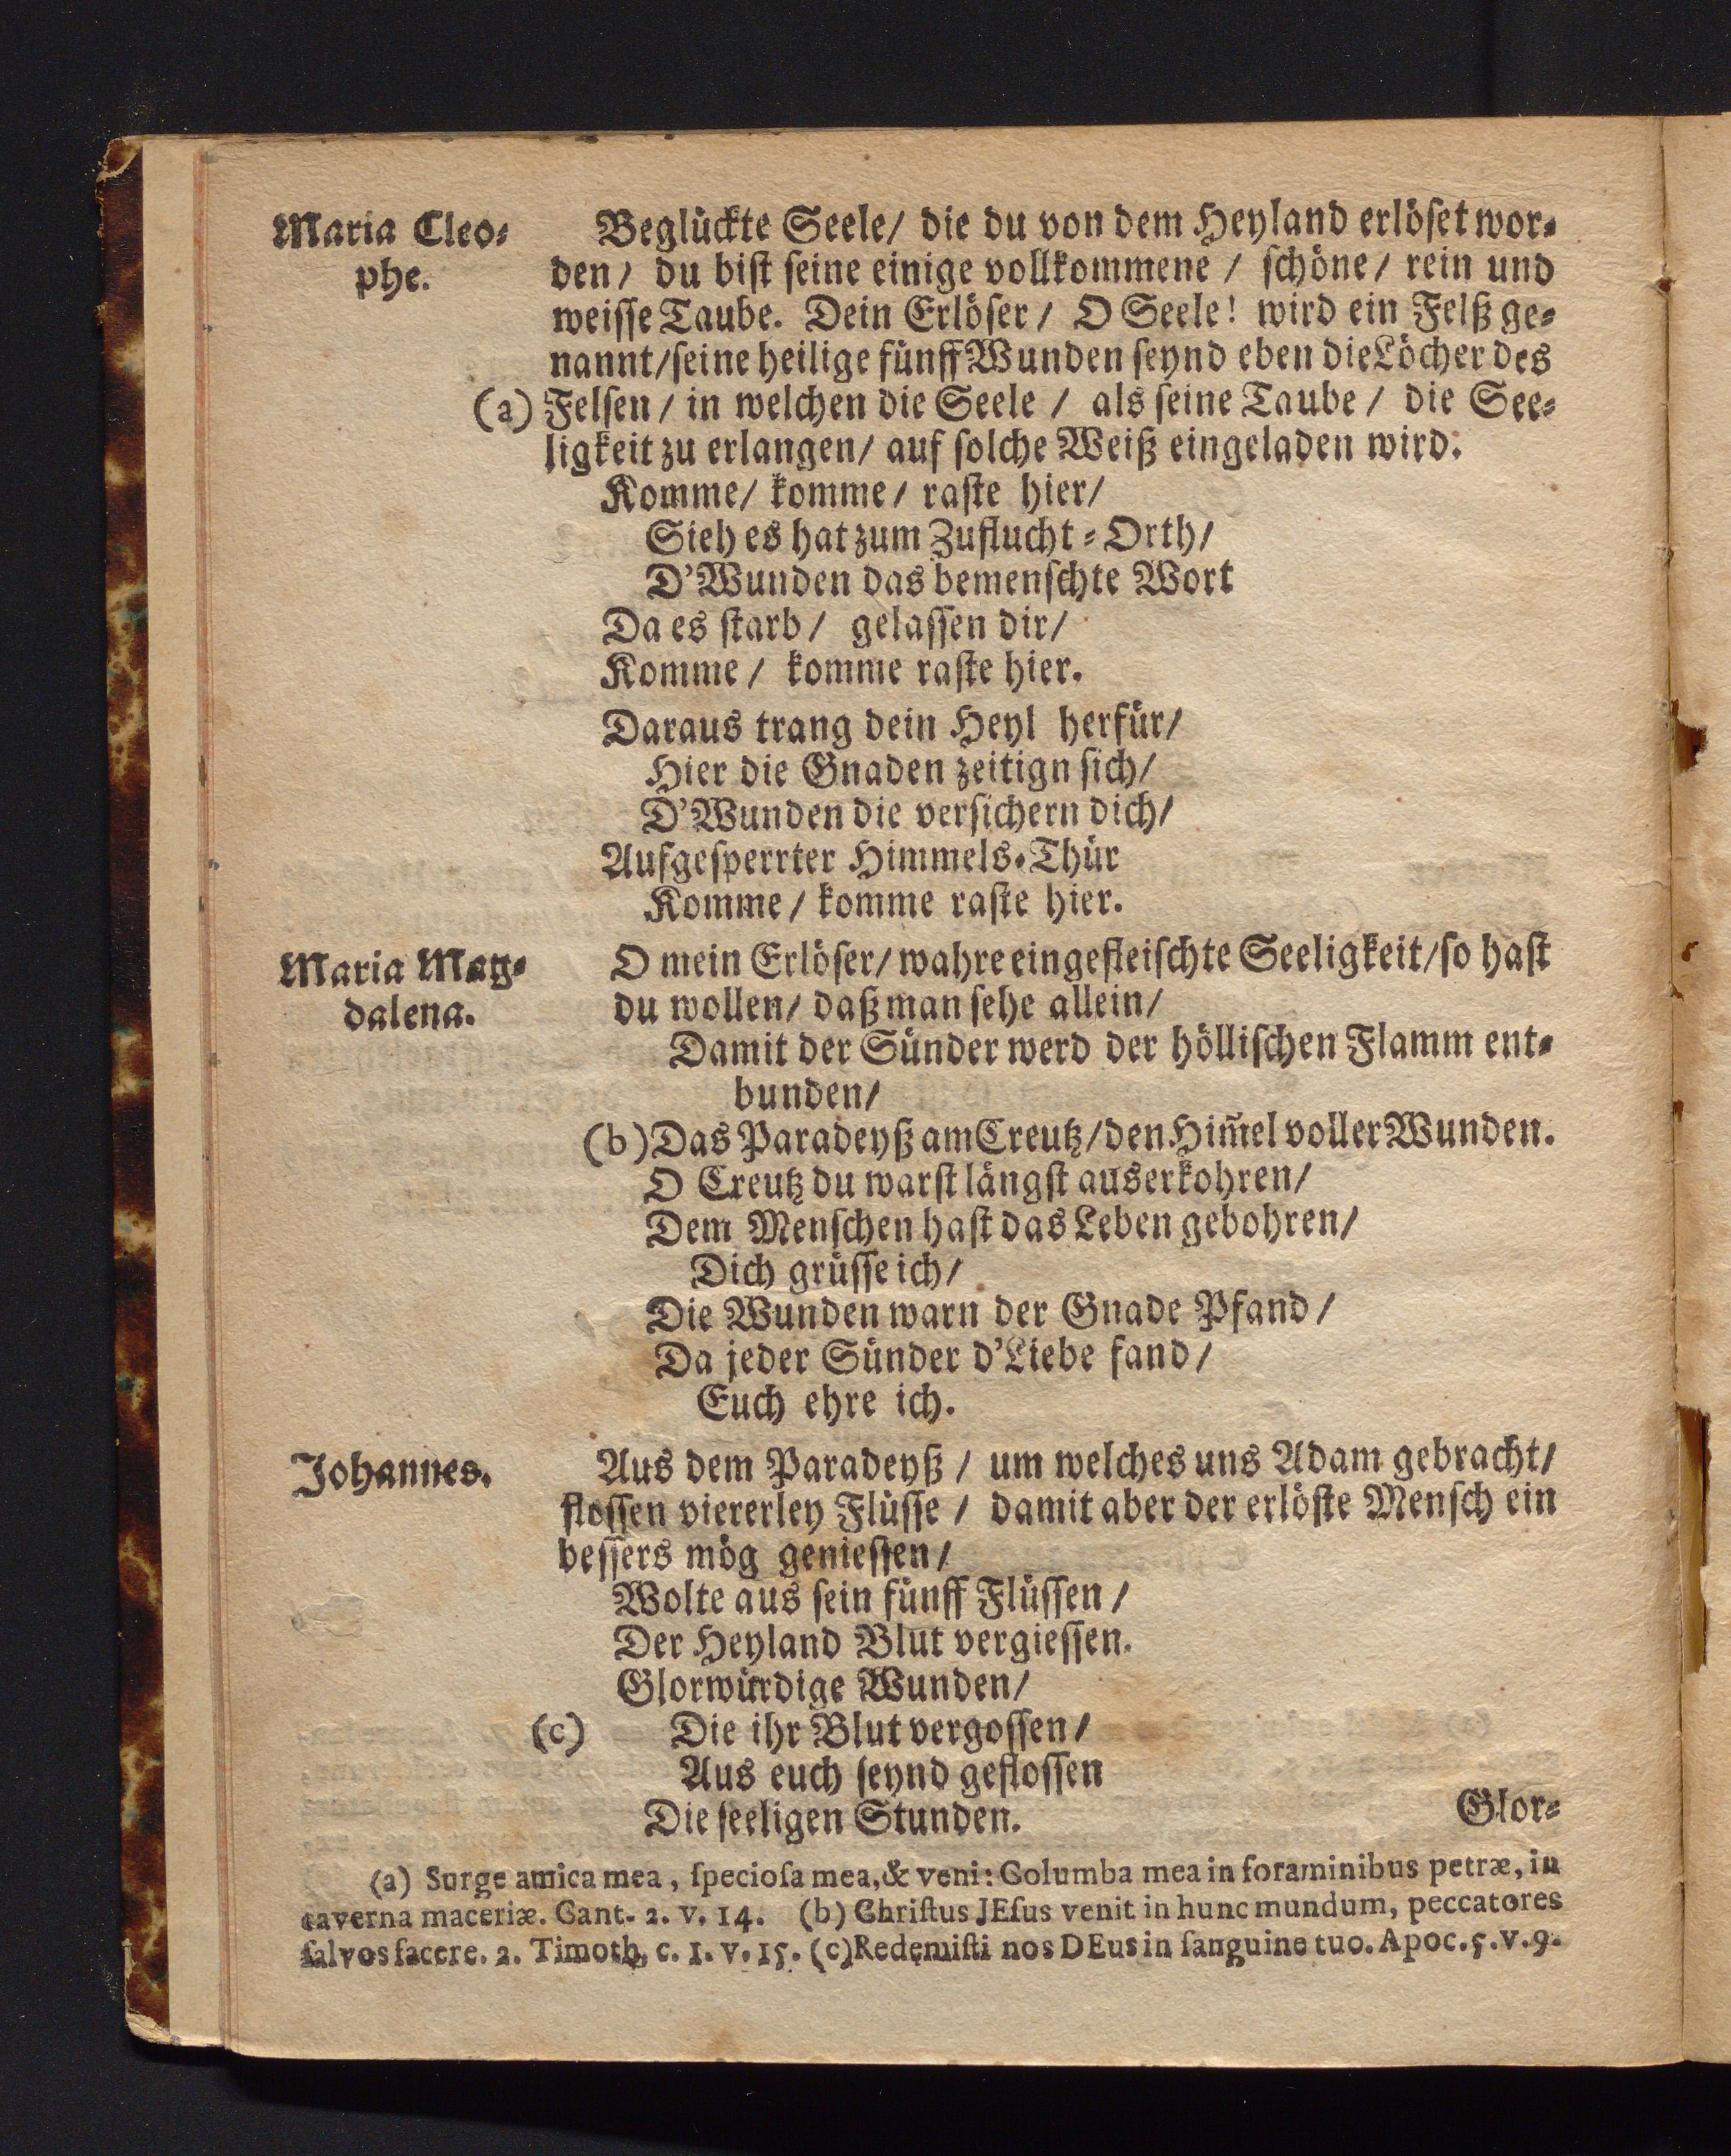 Maria Cleo⸗ Beglückte Seele/ die du von dem Heyland erlöſet wor⸗
phe. den/ du biſt ſeine einige vollkommene / ſchöne/ rein und
weiſſe Taube. Dein Erlöſer / O Seele! wird ein Felß ge⸗
nannt/ſeine heilige fünff Wunden ſeynd eben die Löcher des
(a) Felſen / in welchen die Seele / als ſeine Taube / die See⸗
ligkeit zu erlangen/ auf ſolche Weiß eingeladen wird.
Komme/ komme/ raſte hier/
Sieh es hat zum Zuflucht⸗Orth/
D'Wunden das bemenſchte Wort
Da es ſtarb / gelaſſen dir/
Komme / komme raſte hier.
Daraus trang dein Heyl herfür/
Hier die Gnaden zeitign ſich/
D'Wunden die verſichern dich/
Aufgeſperrter Himmels⸗Thür
Komme / komme raſte hier.
Maria Mag⸗ O mein Erlöſer/ wahre eingefleiſchte Seeligkeit/ſo haſt
dalena. du wollen/ daß man ſehe allein/
Damit der Sünder werd der hölliſchen Flamm ent⸗
bunden/
(b) Das Paradeyß am Creutz/den Him̃el voller Wunden.
O Creutz du warſt längſt auserkohren/
Dem Menſchen haſt das Leben gebohren/
Dich grüſſe ich/
Die Wunden warn der Gnade Pfand /
Da jeder Sünder d'Liebe fand /
Euch ehre ich.
Johannes. Aus dem Paradeyß / um welches uns Adam gebracht/
floſſen viererley Flüſſe / damit aber der erlöſte Menſch ein
beſſers mög genieſſen /
Wolte aus ſein fünff Flüſſen /
Der Heyland Blut vergieſſen.
Glorwürdige Wunden/
(c) Die ihr Blut vergoſſen /
Aus euch ſeynd gefloſſen
Die ſeeligen Stunden.
Glor⸗
(a) Surge amica mea, ſpecioſa mea, & veni: Columba mea in foraminibus petræ, in
caverna maceriæ. Cant. 2. v. 14. (b) Chriſtus JEſus venit in hunc mundum, peccatores
ſalvos facere. 2. Timoth. c. 1. v. 15. (c) Redemiſti nos DEus in ſanguine tuo. Apoc. 5. v. 9.